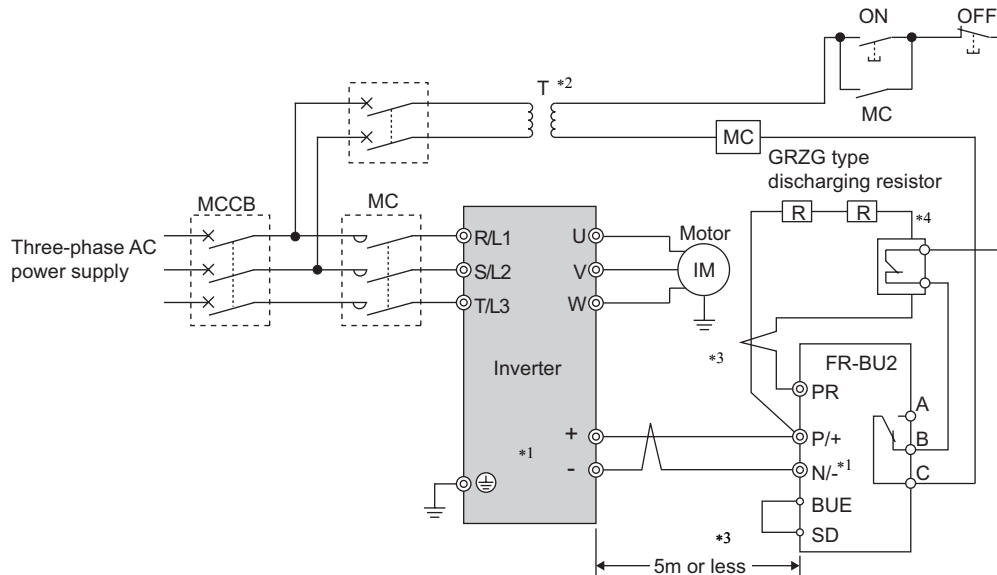 ON
OFF
T *2
MC
MC
GRZG type
discharging resistor
MCCB
MC
R
R
*4
Three-phase AC
power supply
R/L1
S/L2
T/L3
U
V
W
Motor
IM
Inverter
*3
FR-BU2
PR
A
+
P/+
B
*1
-
N/-*1
C
BUE
SD
*3
5m or less